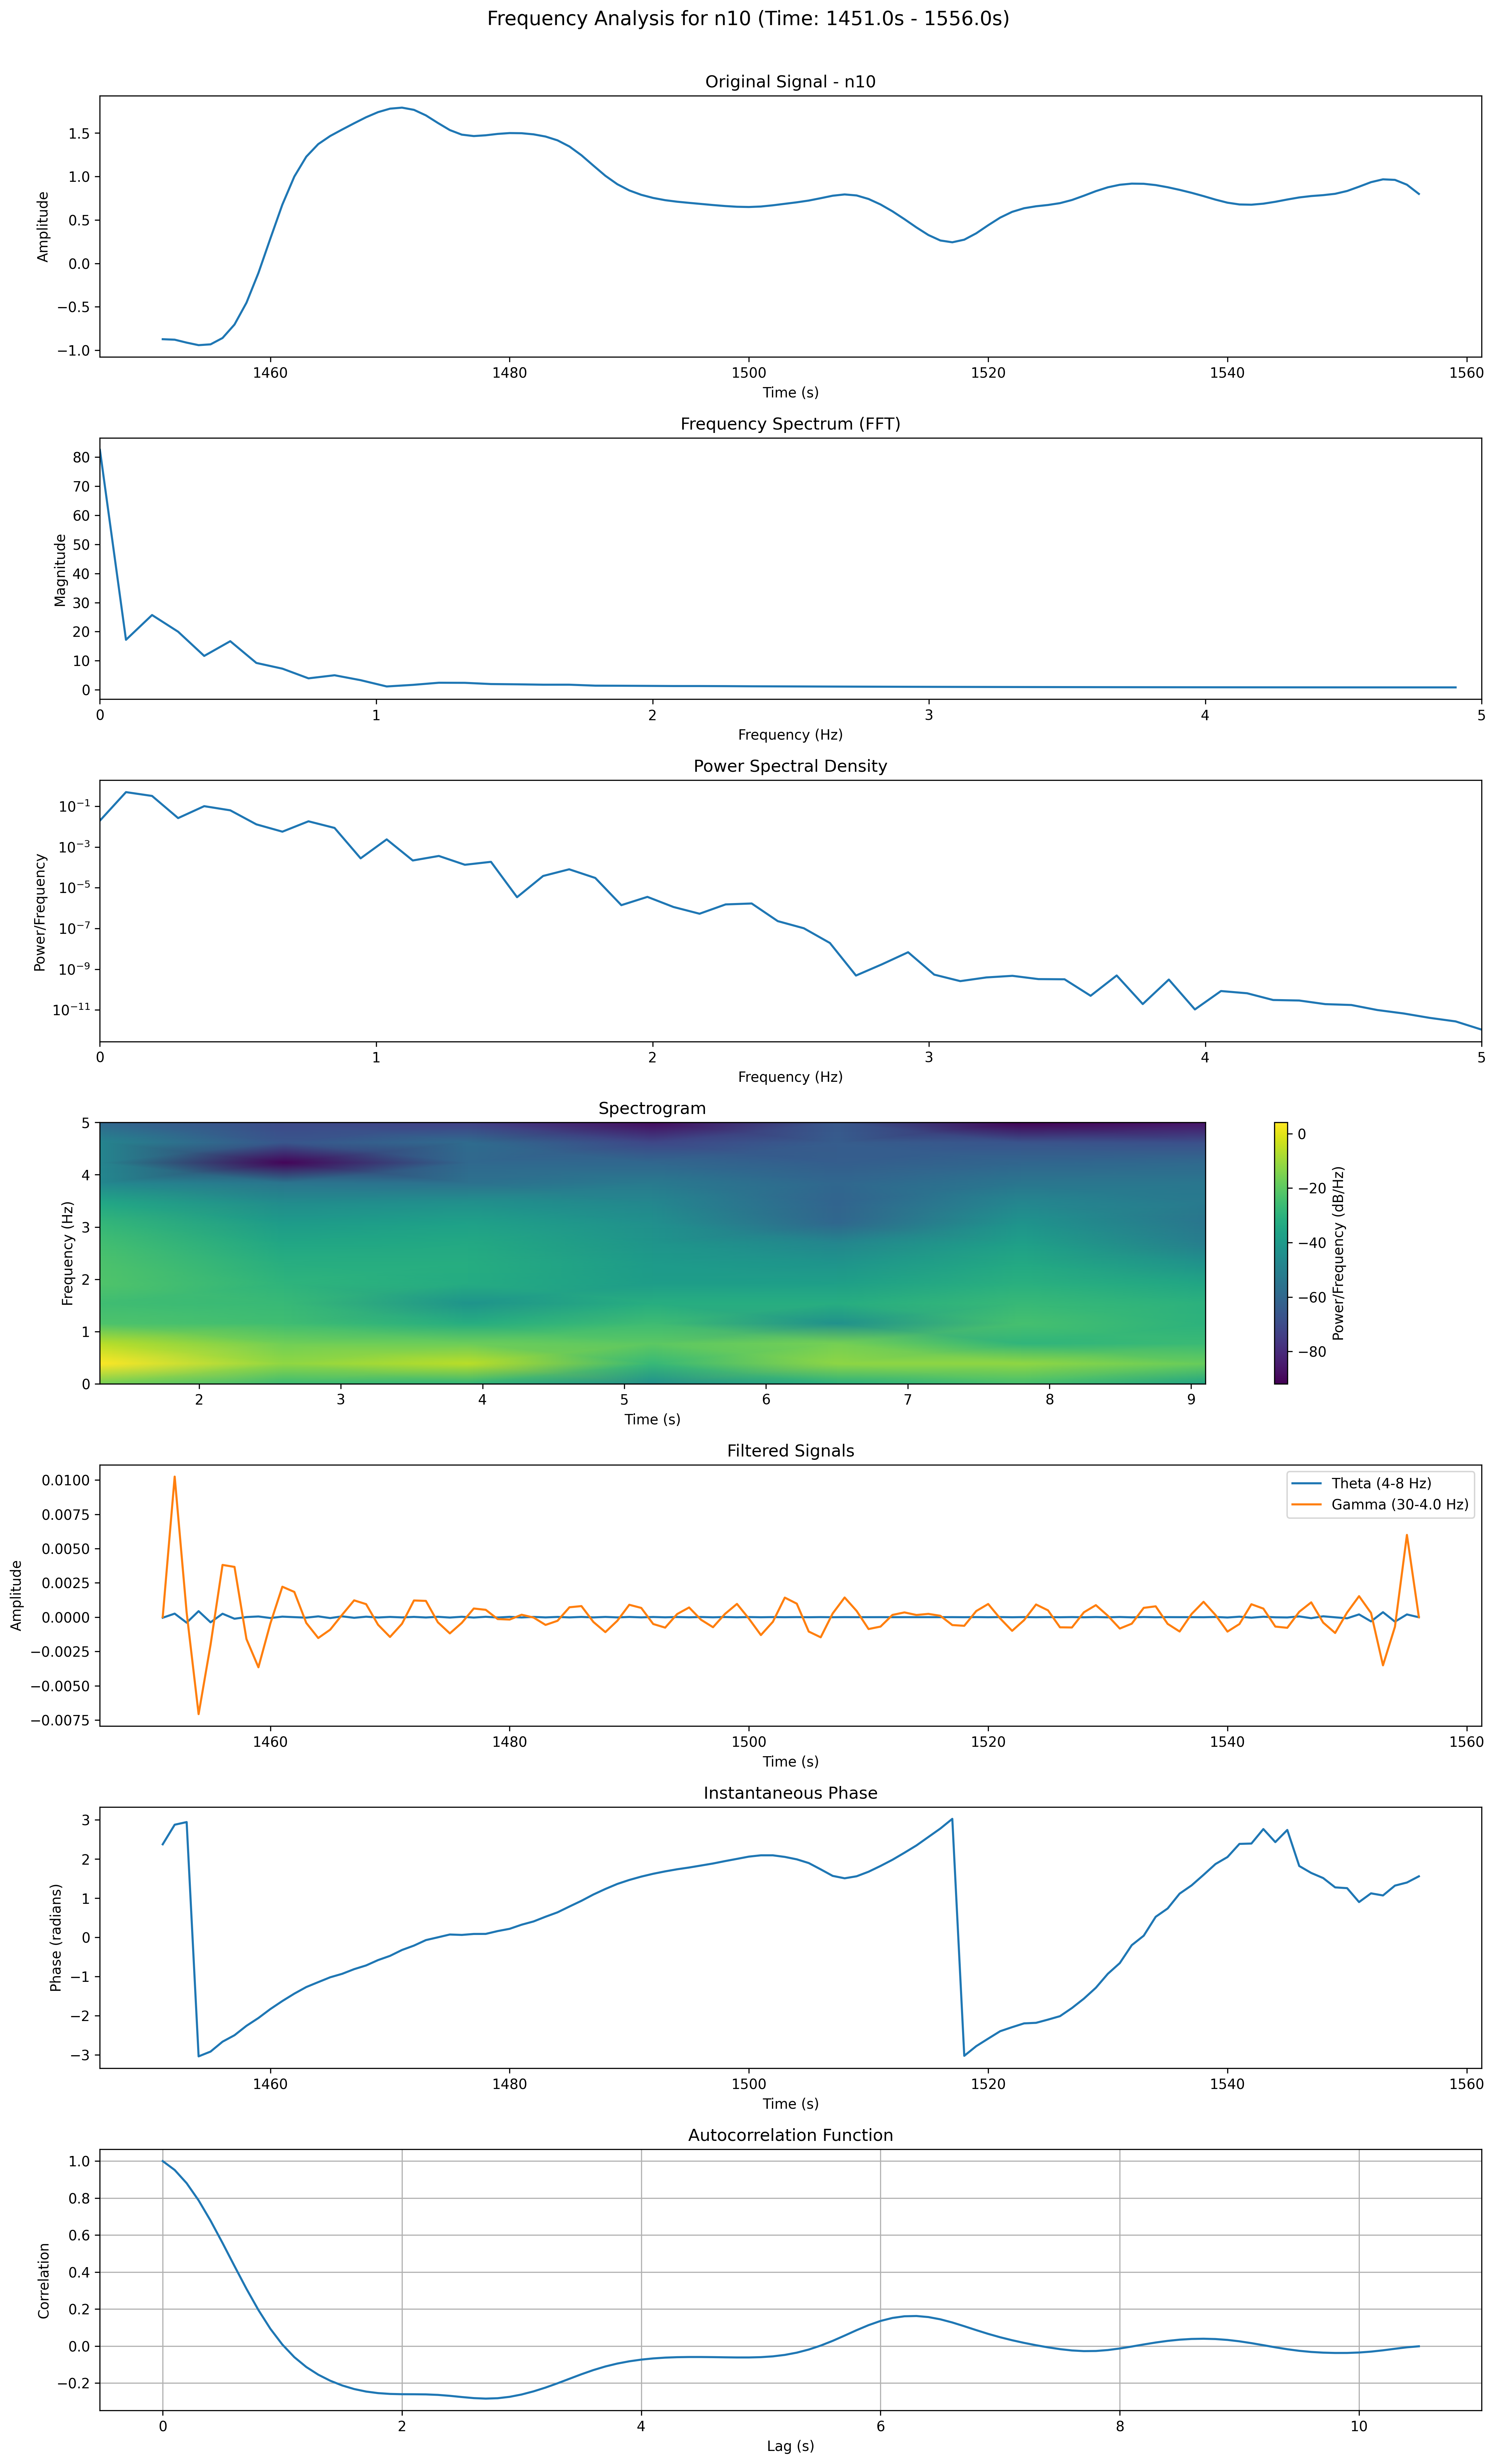 Frequency Analysis for n10 (Time: 1451.0s - 1556.0s)
Original Signal - n10
Amplitude
1.5
1.0
0.5
0.0
−0.5
−1.0
1460 1480 1500 1520 1540 1560
Time (s)
Frequency Spectrum (FFT)
Magnitude
80
70
60
50
40
30
20
10
0
0 1 2 3 4 5
Frequency (Hz)
Power Spectral Density
Power/Frequency
10⁻¹
10⁻³
10⁻⁵
10⁻⁷
10⁻⁹
10⁻¹¹
0 1 2 3 4 5
Frequency (Hz)
Spectrogram
Frequency (Hz)
5
4
3
2
1
0
2 3 4 5 6 7 8 9
Time (s)
0
−20
−40
−60
−80
Power/Frequency (dB/Hz)
Filtered Signals
Theta (4-8 Hz)
Gamma (30-4.0 Hz)
Amplitude
0.0100
0.0075
0.0050
0.0025
0.0000
−0.0025
−0.0050
−0.0075
1460 1480 1500 1520 1540 1560
Time (s)
Instantaneous Phase
Phase (radians)
3
2
1
0
−1
−2
−3
1460 1480 1500 1520 1540 1560
Time (s)
Autocorrelation Function
Correlation
1.0
0.8
0.6
0.4
0.2
0.0
−0.2
0 2 4 6 8 10
Lag (s)